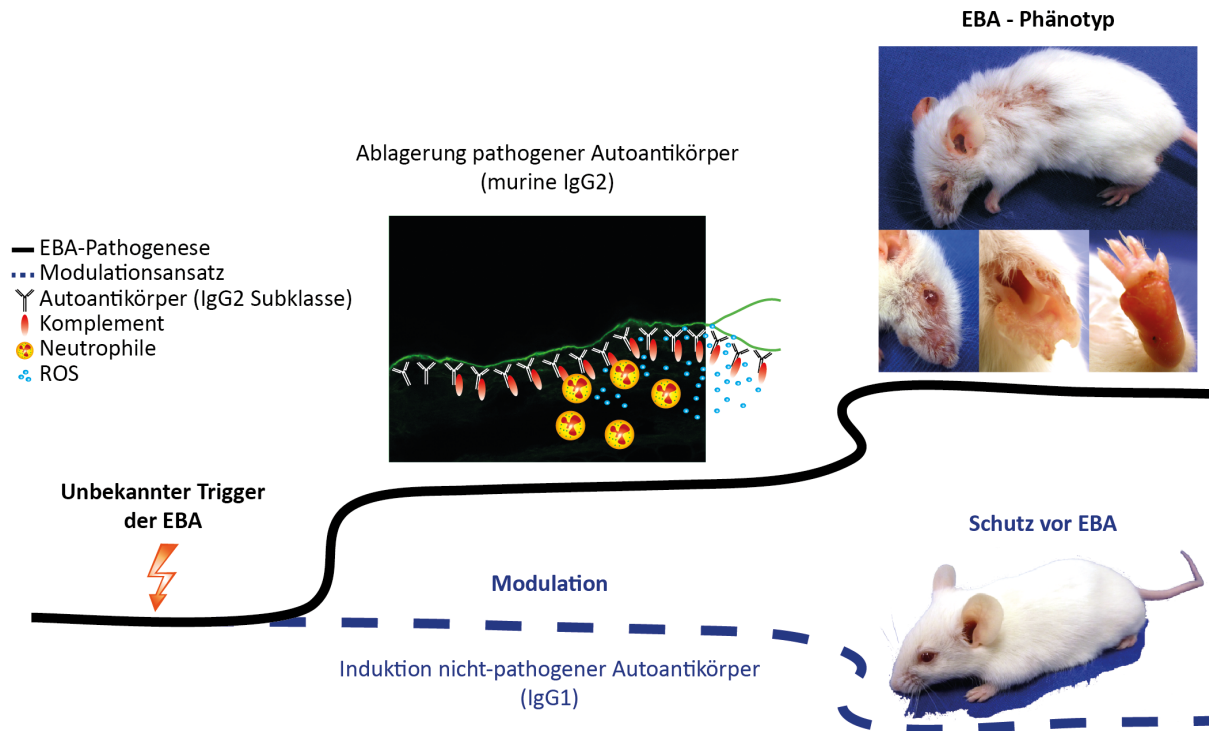 EBA - Phänotyp
Ablagerung pathogener Autoantikörper
(murine IgG2)
EBA-Pathogenese
Modulationsansatz
Autoantikörper (IgG2 Subklasse)
Komplement
Neutrophile
ROS
Unbekannter Trigger
der EBA
Schutz vor EBA
Modulation
Induktion nicht-pathogener Autoantikörper
(IgG1)